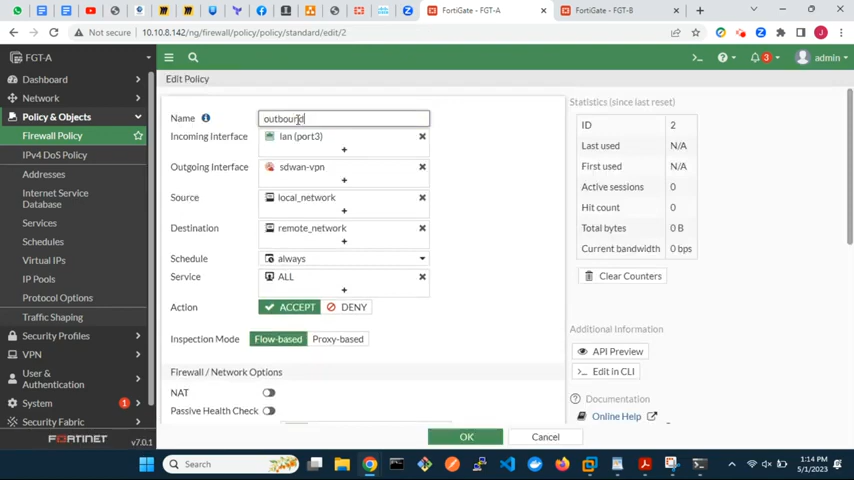 FortiGate - FGT-A
FortiGate - FGT-B
Not secure
10.10.8.142/ng/firewall/policy/policy/standard/edit/2
J
FGT-A
3
admin
Dashboard
Network
Policy & Objects
Firewall Policy
IPv4 DoS Policy
Addresses
Internet Service
Database
Services
Schedules
Virtual IPs
IP Pools
Protocol Options
Traffic Shaping
Security Profiles
VPN
User &
Authentication
System
1
Security Fabric
FORTINET
v7.0.1
Edit Policy
Name
outbound
Incoming Interface
lan (port3)
+
Outgoing Interface
sdwan-vpn
+
Source
local_network
+
Destination
remote_network
+
Schedule
always
Service
ALL
+
Action
ACCEPT
DENY
Inspection Mode
Flow-based
Proxy-based
Firewall / Network Options
NAT
Passive Health Check
OK
Cancel
Statistics (since last reset)
ID 2
Last used N/A
First used N/A
Active sessions 0
Hit count 0
Total bytes 0 B
Current bandwidth 0 bps
Clear Counters
Additional Information
API Preview
>_ Edit in CLI
Documentation
Online Help
Search
1:14 PM
5/1/2023